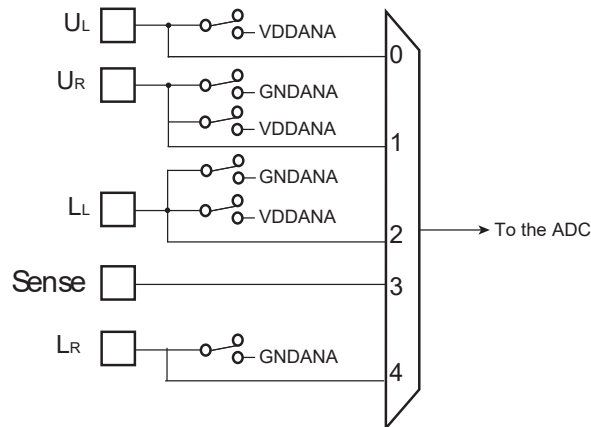 UL
VDDANA
0
UR
GNDANA
VDDANA
1
GNDANA
LL
VDDANA
2
To the ADC
Sense
3
LR
GNDANA
4